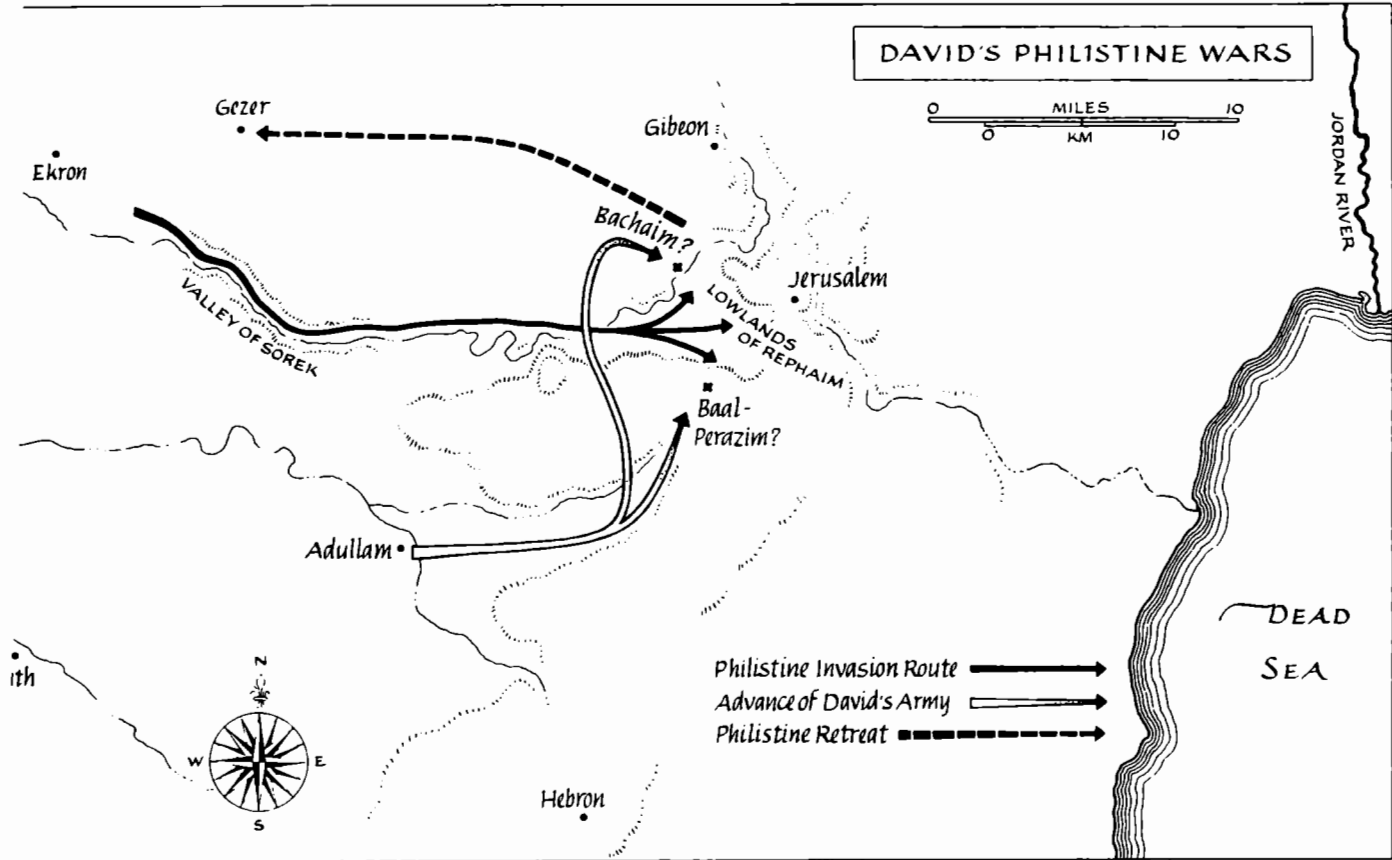 DAVID'S PHILISTINE WARS
0 MILES 10
0 KM 10
JORDAN RIVER
Gezer
Gibeon
Ekron
Bachaim?
Jerusalem
VALLEY OF SOREK
LOWLANDS
OF REPHAIM
Baal-
Perazim?
Adullam
DEAD
SEA
ith
Philistine Invasion Route
Advance of David's Army
Philistine Retreat
N
W E
S
Hebron